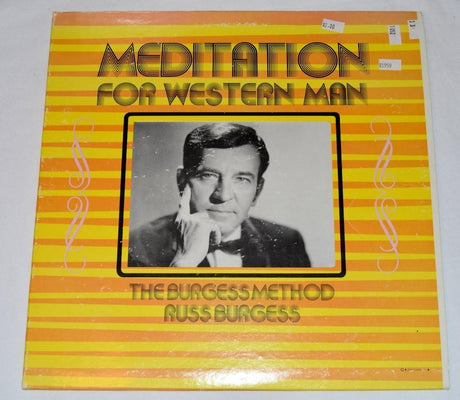 MEDITATION
FOR WESTERN MAN
THE BURGESS METHOD
RUSS BURGESS